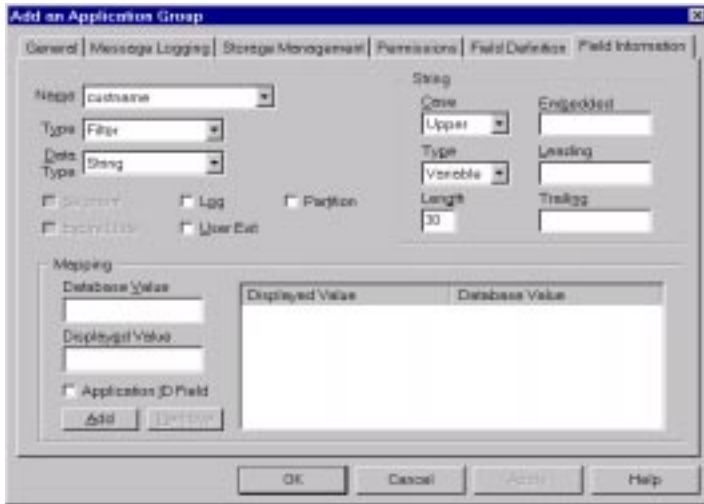 Add an Application Group
General Message Logging Storage Management Permissions Field Definition Field Information
Name custname
Type Filter
Data Type String
Segment Log Partition
User Exit
String
Case Embedded
Upper
Type Leading
Variable
Length Trailing
30
Mapping
Database Value
Displayed Value
Application ID Field
Add
Displayed Value Database Value
OK Cancel Apply Help